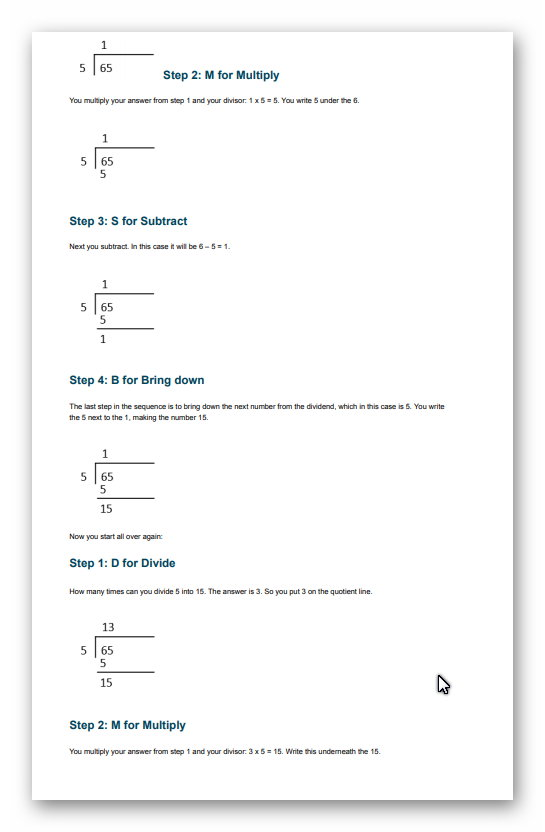 1
5 65
Step 2: M for Multiply
You multiply your answer from step 1 and your divisor: 1 x 5 = 5. You write 5 under the 6.
1
5 65
5
Step 3: S for Subtract
Next you subtract. In this case it will be 6 – 5 = 1.
1
5 65
5
1
Step 4: B for Bring down
The last step in the sequence is to bring down the next number from the dividend, which in this case is 5. You write
the 5 next to the 1, making the number 15.
1
5 65
5
15
Now you start all over again:
Step 1: D for Divide
How many times can you divide 5 into 15. The answer is 3. So you put 3 on the quotient line.
13
5 65
5
15
Step 2: M for Multiply
You multiply your answer from step 1 and your divisor: 3 x 5 = 15. Write this underneath the 15.